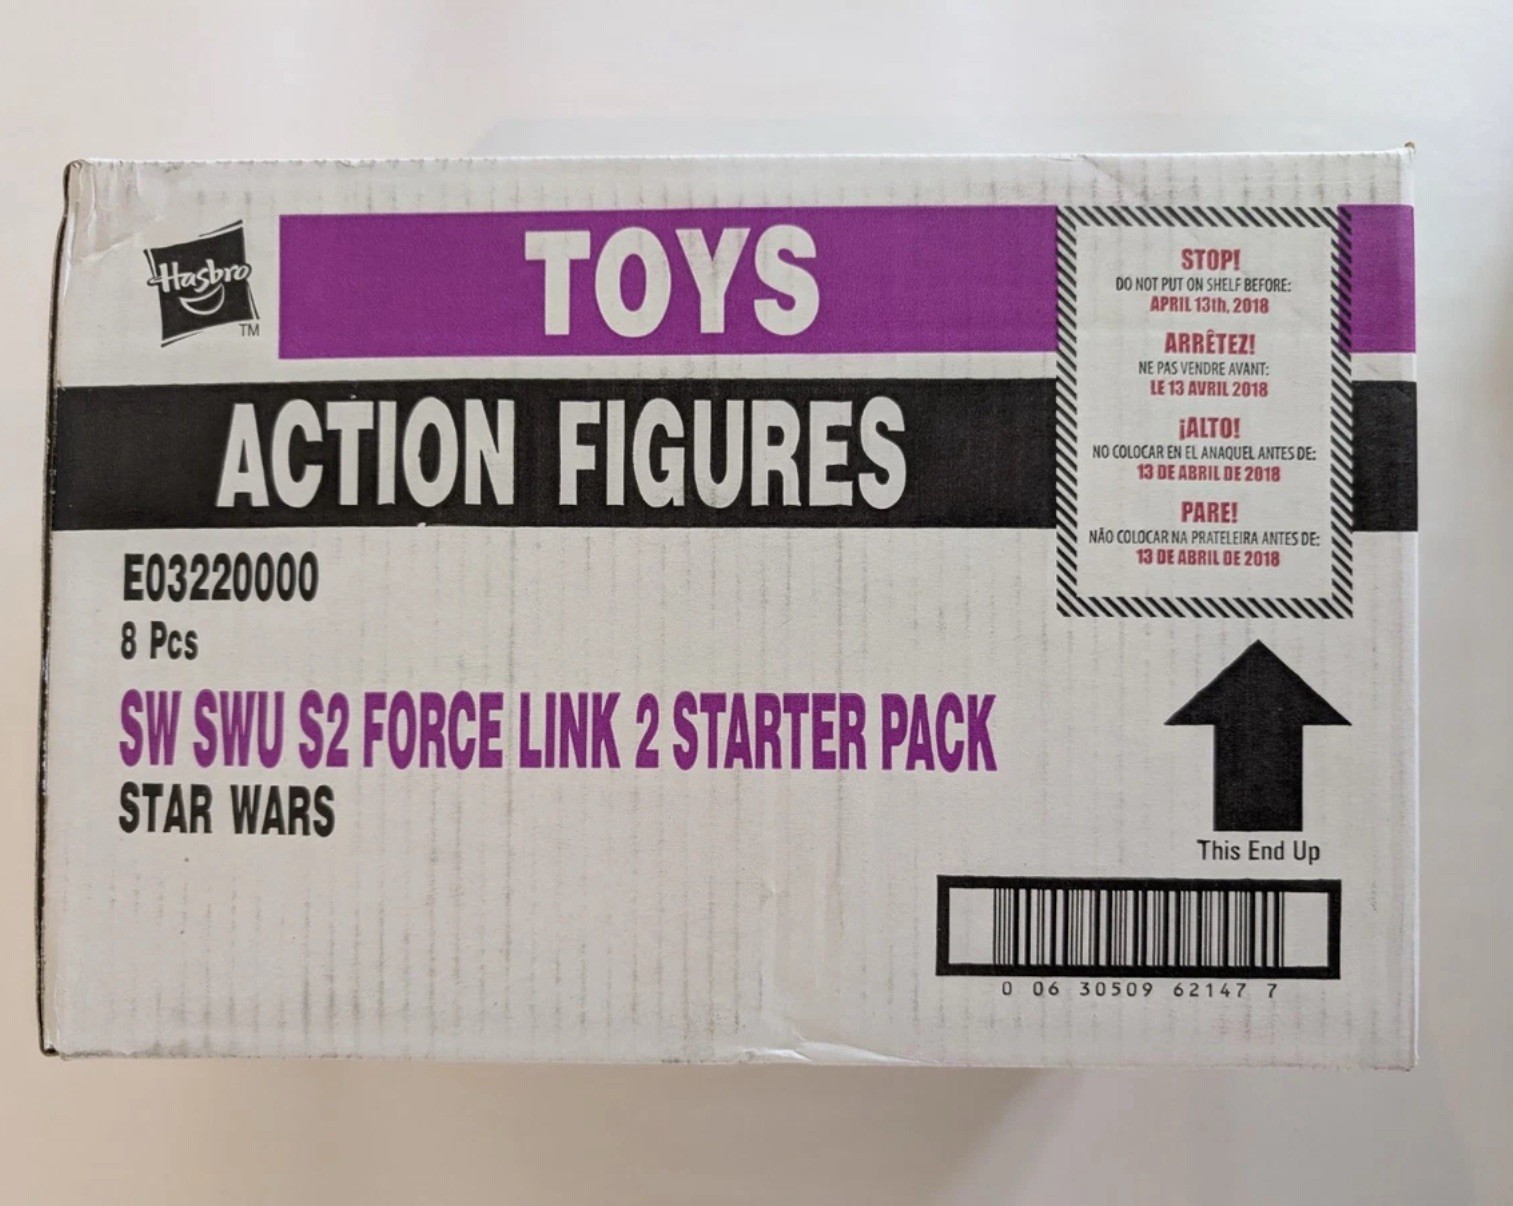 Hasbro
TM
TOYS
ACTION FIGURES
E03220000
8 Pcs
SW SWU S2 FORCE LINK 2 STARTER PACK
STAR WARS
STOP!
DO NOT PUT ON SHELF BEFORE:
APRIL 13th, 2018
ARRÊTEZ!
NE PAS VENDRE AVANT:
LE 13 AVRIL 2018
¡ALTO!
NO COLOCAR EN EL ANAQUEL ANTES DE:
13 DE ABRIL DE 2018
PARE!
NÃO COLOCAR NA PRATELEIRA ANTES DE:
13 DE ABRIL DE 2018
This End Up
0 06 30509 62147 7